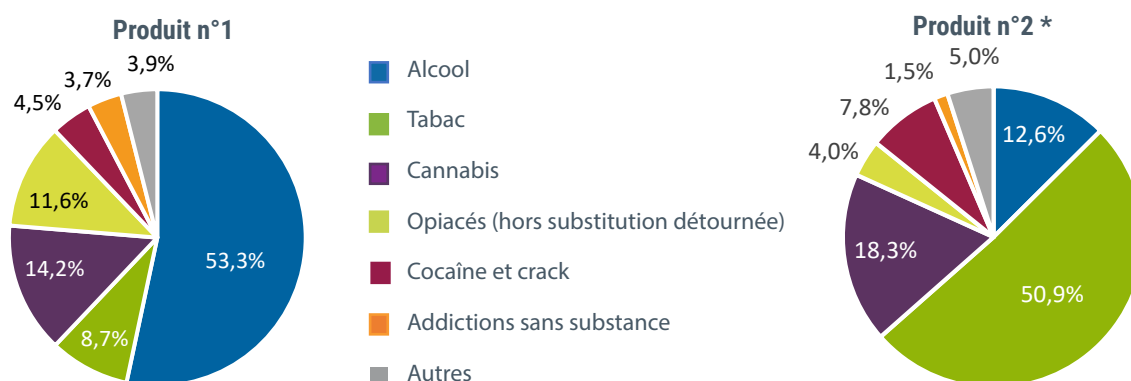 Produit n°1
3,9%
3,7%
4,5%
11,6%
14,2%
8,7%
53,3%
Alcool
Tabac
Cannabis
Opiacés (hors substitution détournée)
Cocaïne et crack
Addictions sans substance
Autres
Produit n°2 *
5,0%
1,5%
7,8%
4,0%
18,3%
12,6%
50,9%